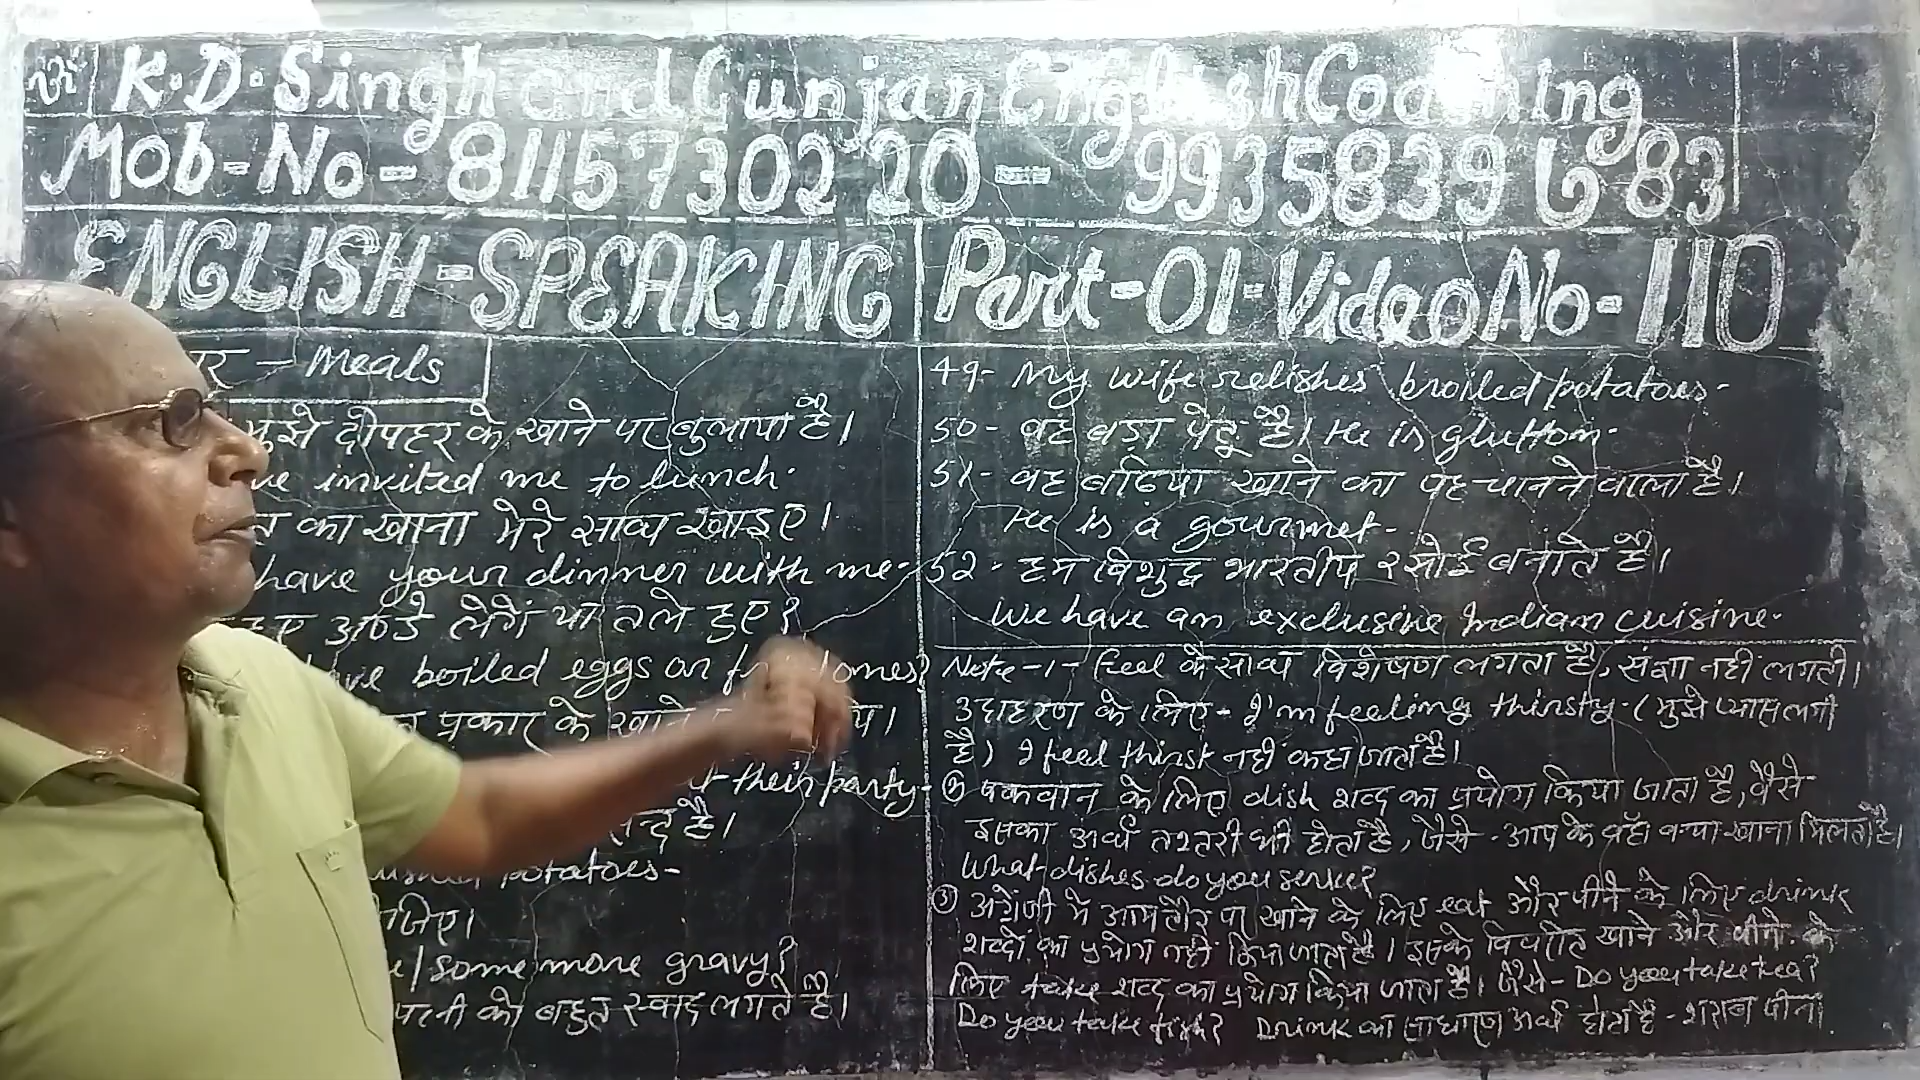 K.D. Singh and Gunjan English Coaching
Mob-No- 8115730220 = 9935839683
ENGLISH-SPEAKING
Part-01-Video No-110
र - Meals
मुझे दोपहर के खाने पर बुलाया है।
ve invited me to lunch.
का खाना मेरे साथ खाइए।
have your dinner with me.
अण्डे लेंगे या तले हुए?
ve boiled eggs or ones?
प्रकार के खाने
their party.
है।
potatoes-
जिए।
some more gravy?
पत्नी को बहुत स्वाद लगते है।
49- My wife relishes broiled potatoes.
50- वह बड़ा पेटू है। He is glutton.
51- वह बढ़िया खाने का पहचानने वाला है।
He is a gourmet.
52- हम विशुद्ध भारतीय रसोई बनाते है।
We have an exclusive Indian cuisine.
Note-1- Feel के साथ विशेषण लगता है, संज्ञा नही लगती।
उदाहरण के लिए- I'm feeling thirsty. (मुझे प्यास लगी
है) I feel thirst नही कहा जाता है।
② पकवान के लिए dish शब्द का प्रयोग किया जाता है, वैसे-
इसका अर्थ तश्तरी भी होता है, जैसे- आप के यहाँ क्या खाना मिलता है।
What dishes do you serve?
③ अंग्रेजी मे आमतौर पर खाने के लिए eat और पीने के लिए drink
शब्दों का प्रयोग नही किया जाता है। इसके विपरीत खाने और पीने के
लिए take शब्द का प्रयोग किया जाता है। जैसे- Do you take tea?
Do you take fish? Drink का साधारण अर्थ होता है - शराब पीना।